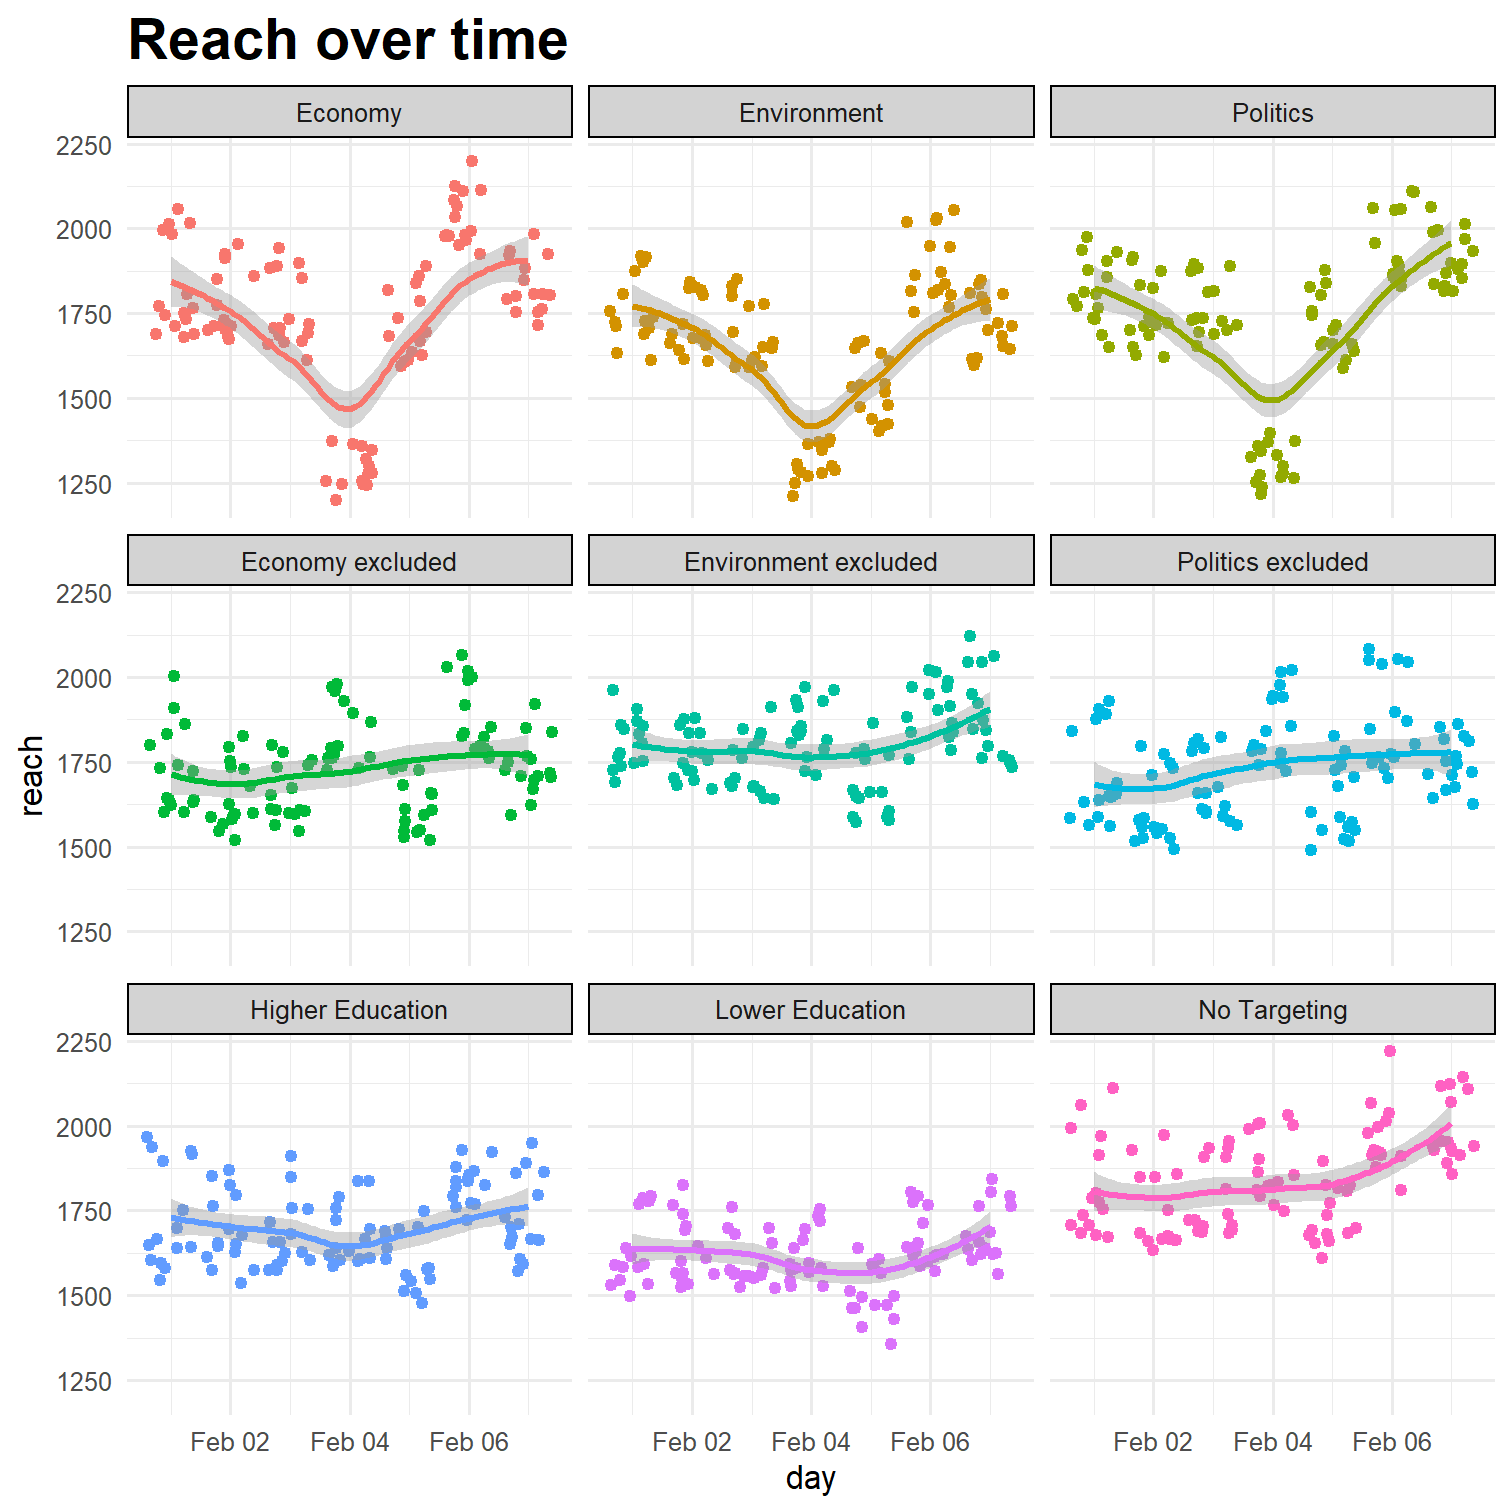 Reach over time
Economy
Environment
Politics
2250
2000
1750
1500
1250
Economy excluded
Environment excluded
Politics excluded
2250
2000
1750
1500
1250
reach
Higher Education
Lower Education
No Targeting
2250
2000
1750
1500
1250
Feb 02 Feb 04 Feb 06
Feb 02 Feb 04 Feb 06
Feb 02 Feb 04 Feb 06
day